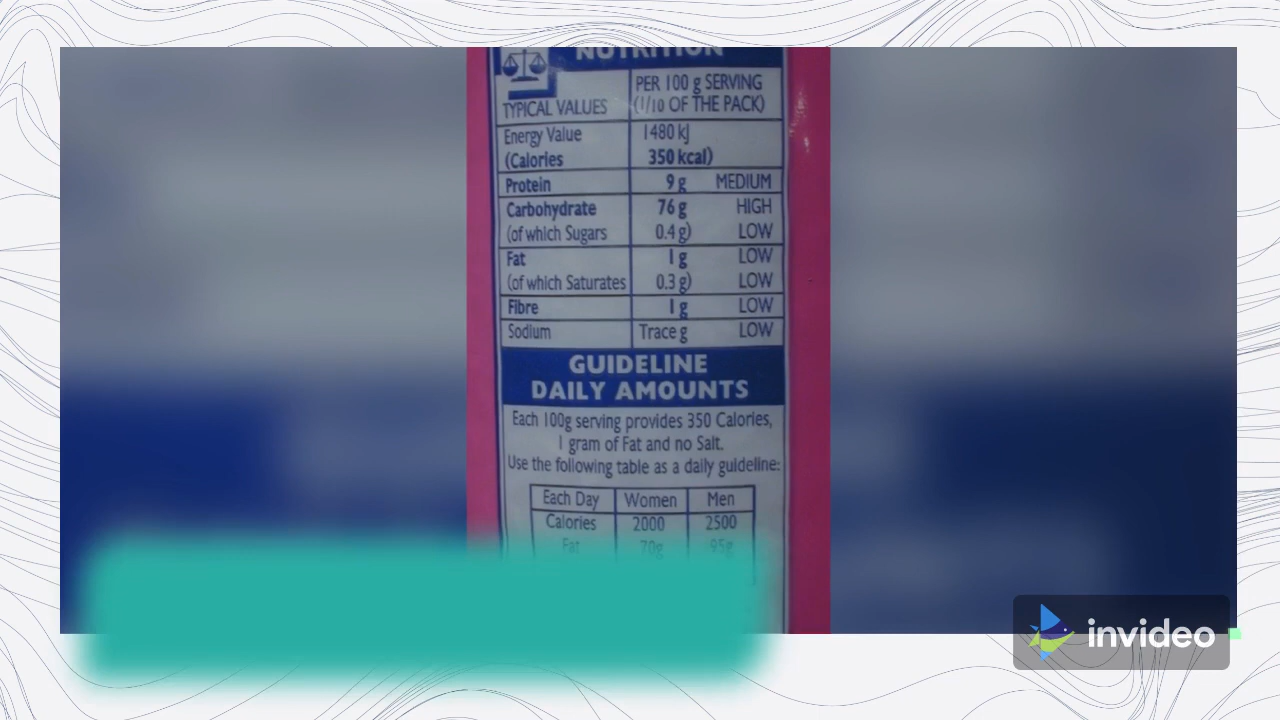 NUTRITION
TYPICAL VALUES PER 100 g SERVING
(1/10 OF THE PACK)
Energy Value 1480 kJ
(Calories 350 kcal)
Protein 9 g MEDIUM
Carbohydrate 76 g HIGH
(of which Sugars 0.4 g) LOW
Fat 1 g LOW
(of which Saturates 0.3 g) LOW
Fibre 1 g LOW
Sodium Trace g LOW
GUIDELINE
DAILY AMOUNTS
Each 100g serving provides 350 Calories,
1 gram of Fat and no Salt.
Use the following table as a daily guideline:
Each Day Women Men
Calories 2000 2500
Fat 70g 95g
invideo